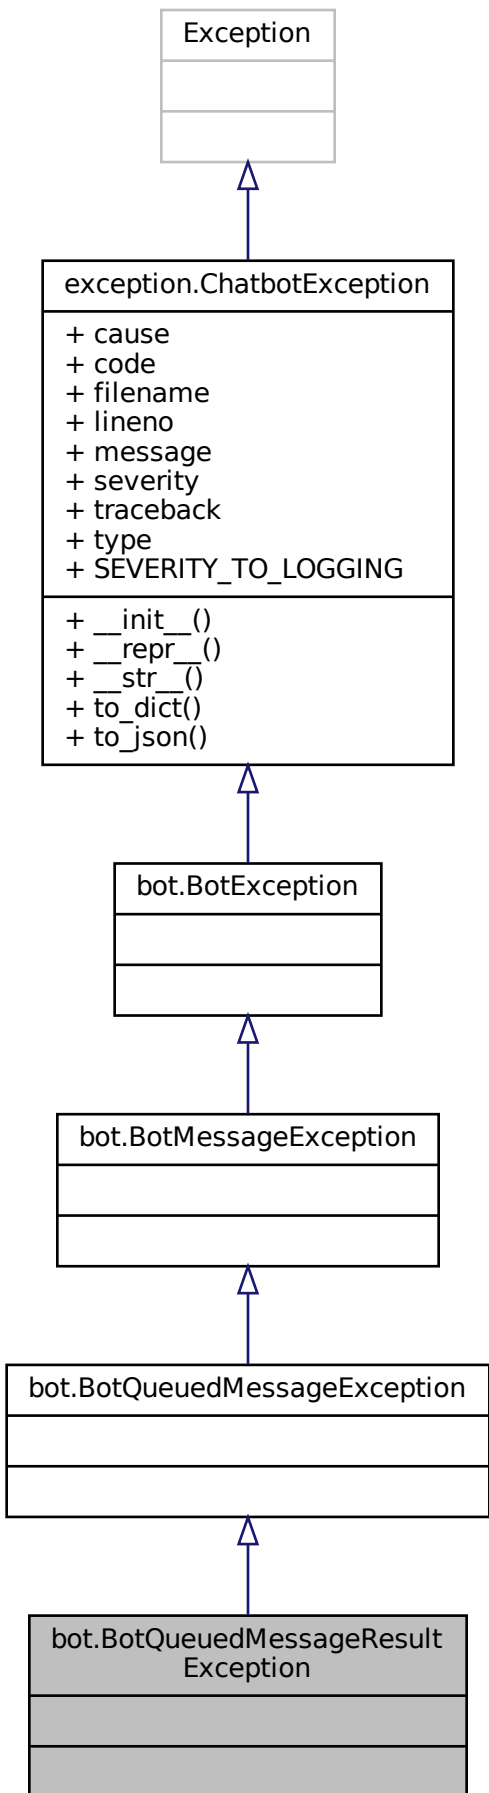 Exception
exception.ChatbotException
+ cause
+ code
+ filename
+ lineno
+ message
+ severity
+ traceback
+ type
+ SEVERITY_TO_LOGGING
+ __init__()
+ __repr__()
+ __str__()
+ to_dict()
+ to_json()
bot.BotException
bot.BotMessageException
bot.BotQueuedMessageException
bot.BotQueuedMessageResult
Exception